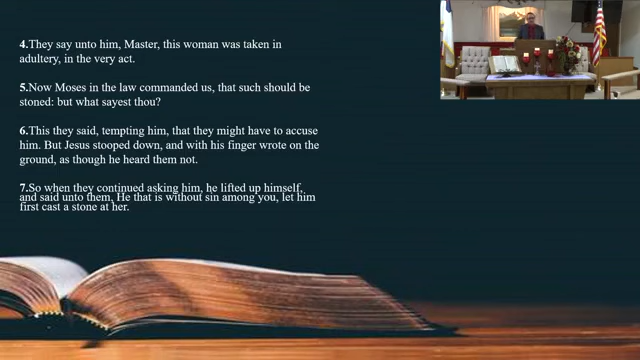 4.They say unto him, Master, this woman was taken in
adultery, in the very act.
5.Now Moses in the law commanded us, that such should be
stoned: but what sayest thou?
6.This they said, tempting him, that they might have to accuse
him. But Jesus stooped down, and with his finger wrote on the
ground, as though he heard them not.
7.So when they continued asking him, he lifted up himself,
and said unto them, He that is without sin among you, let him
first cast a stone at her.